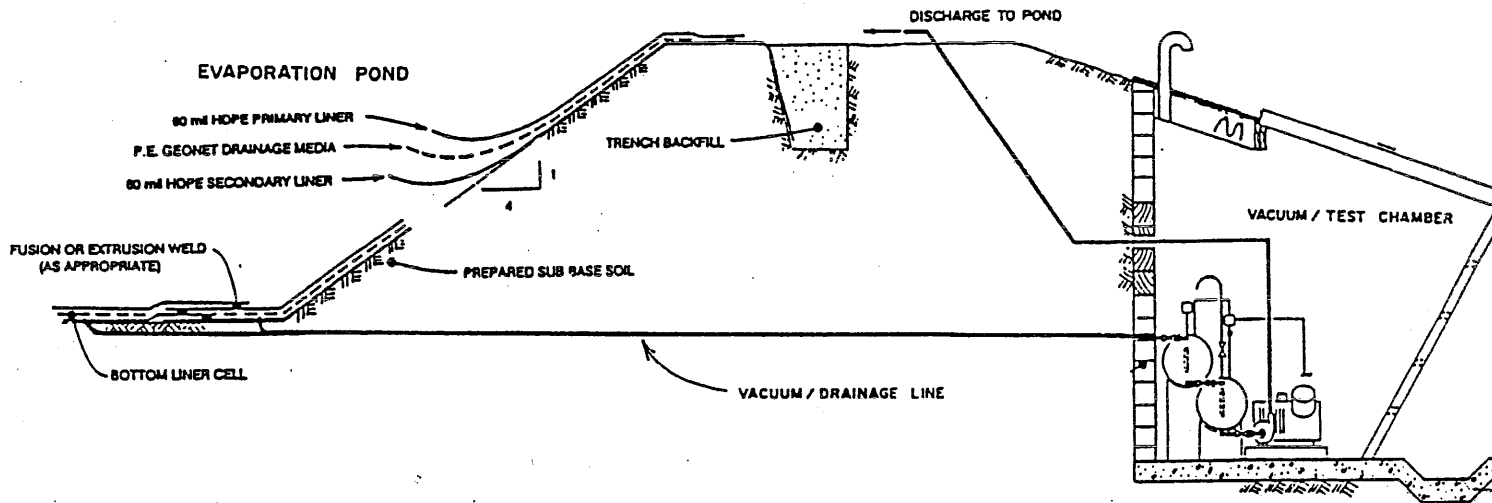 DISCHARGE TO POND
EVAPORATION POND
60 mil HOPE PRIMARY LINER
P.E. GEONET DRAINAGE MEDIA
60 mil HOPE SECONDARY LINER
1
4
TRENCH BACKFILL
VACUUM / TEST CHAMBER
FUSION OR EXTRUSION WELD
(AS APPROPRIATE)
PREPARED SUB BASE SOIL
BOTTOM LINER CELL
VACUUM / DRAINAGE LINE